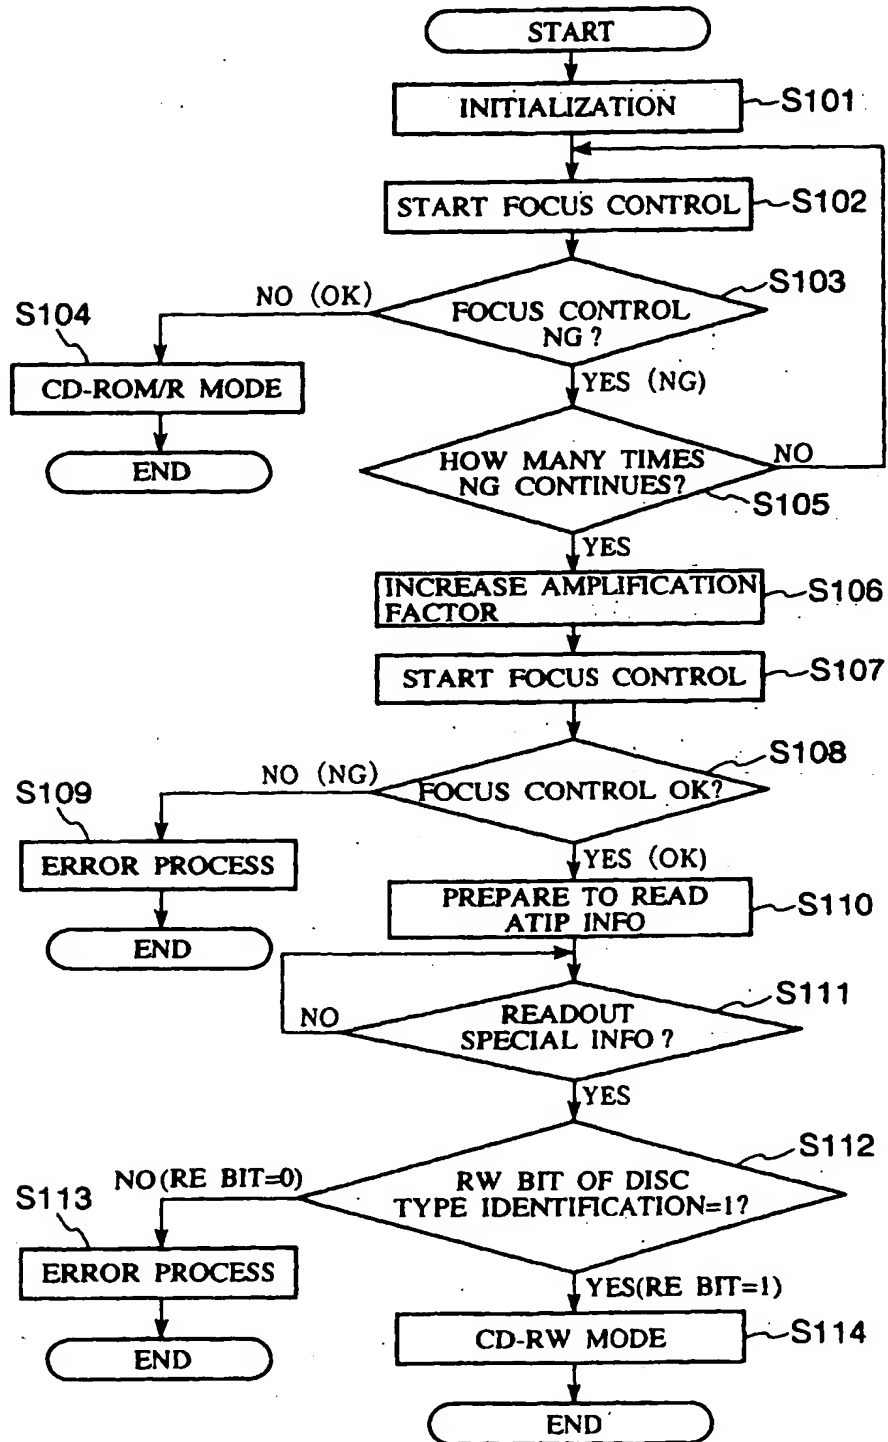 START
INITIALIZATION
S101
START FOCUS CONTROL
S102
S103
NO (OK)
FOCUS CONTROL
NG?
S104
CD-ROM/R MODE
YES (NG)
END
HOW MANY TIMES
NG CONTINUES?
NO
S105
YES
INCREASE AMPLIFICATION
FACTOR
S106
START FOCUS CONTROL
S107
S108
NO (NG)
FOCUS CONTROL OK?
S109
ERROR PROCESS
YES (OK)
PREPARE TO READ
ATIP INFO
S110
END
S111
READOUT
SPECIAL INFO?
NO
YES
S112
NO(RE BIT=0)
RW BIT OF DISC
TYPE IDENTIFICATION=1?
S113
ERROR PROCESS
YES(RE BIT=1)
CD-RW MODE
S114
END
END